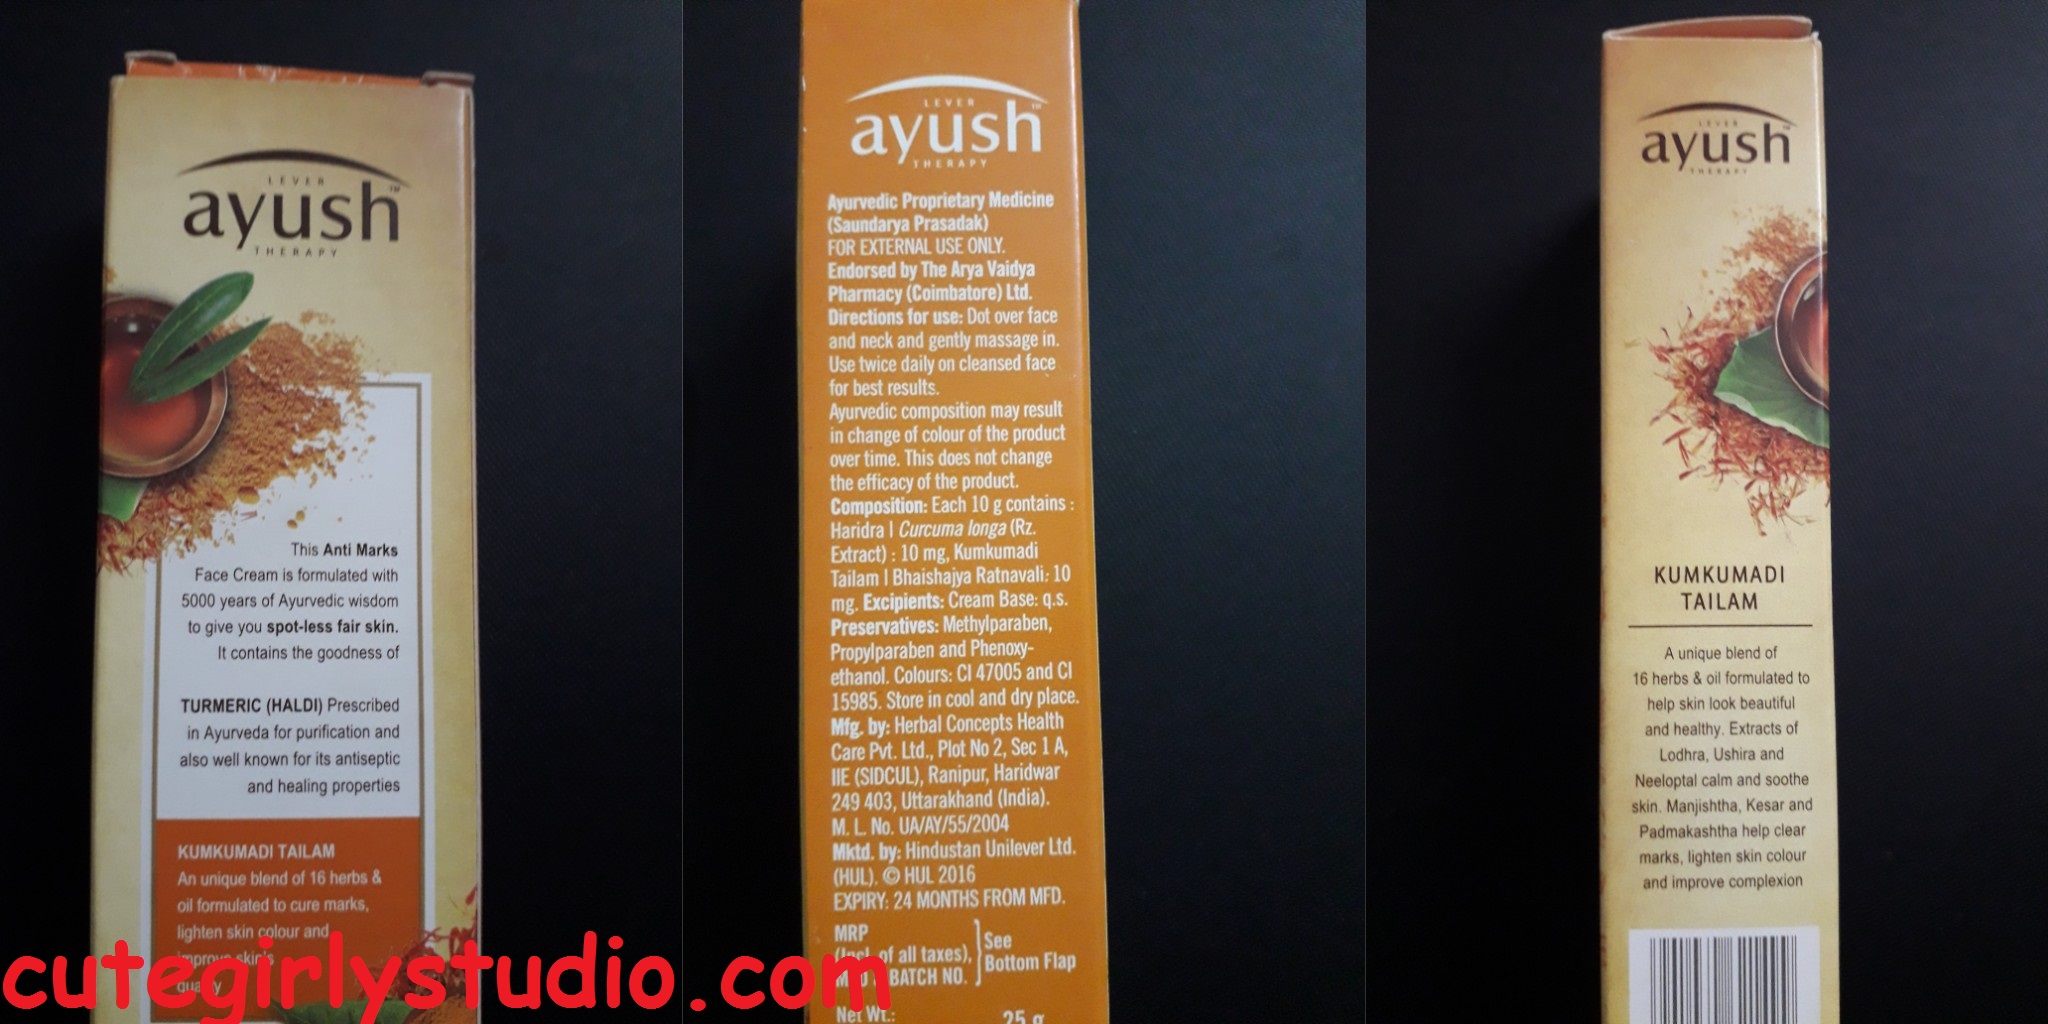 LEVER
ayush™
THERAPY
This Anti Marks
Face Cream is formulated with
5000 years of Ayurvedic wisdom
to give you spot-less fair skin.
It contains the goodness of
TURMERIC (HALDI) Prescribed
in Ayurveda for purification and
also well known for its antiseptic
and healing properties
KUMKUMADI TAILAM
An unique blend of 16 herbs &
oil formulated to cure marks,
lighten skin colour and
improve skin's
quality
LEVER
ayush™
THERAPY
Ayurvedic Proprietary Medicine
(Saundarya Prasadak)
FOR EXTERNAL USE ONLY.
Endorsed by The Arya Vaidya
Pharmacy (Coimbatore) Ltd.
Directions for use: Dot over face
and neck and gently massage in.
Use twice daily on cleansed face
for best results.
Ayurvedic composition may result
in change of colour of the product
over time. This does not change
the efficacy of the product.
Composition: Each 10 g contains :
Haridra | Curcuma longa (Rz.
Extract) : 10 mg, Kumkumadi
Tailam | Bhaishajya Ratnavali: 10
mg. Excipients: Cream Base: q.s.
Preservatives: Methylparaben,
Propylparaben and Phenoxy-
ethanol. Colours: CI 47005 and CI
15985. Store in cool and dry place.
Mfg. by: Herbal Concepts Health
Care Pvt. Ltd., Plot No 2, Sec 1 A,
IIE (SIDCUL), Ranipur, Haridwar
249 403, Uttarakhand (India).
M. L. No. UA/AY/55/2004
Mktd. by: Hindustan Unilever Ltd.
(HUL). © HUL 2016
EXPIRY: 24 MONTHS FROM MFD.
MRP
(Incl. of all taxes),
BATCH NO.
See
Bottom Flap
Net Wt.:
25 g
LEVER
ayush™
THERAPY
KUMKUMADI
TAILAM
A unique blend of
16 herbs & oil formulated to
help skin look beautiful
and healthy. Extracts of
Lodhra, Ushira and
Neeloptal calm and soothe
skin. Manjishtha, Kesar and
Padmakashtha help clear
marks, lighten skin colour
and improve complexion
cutegirlystudio.com